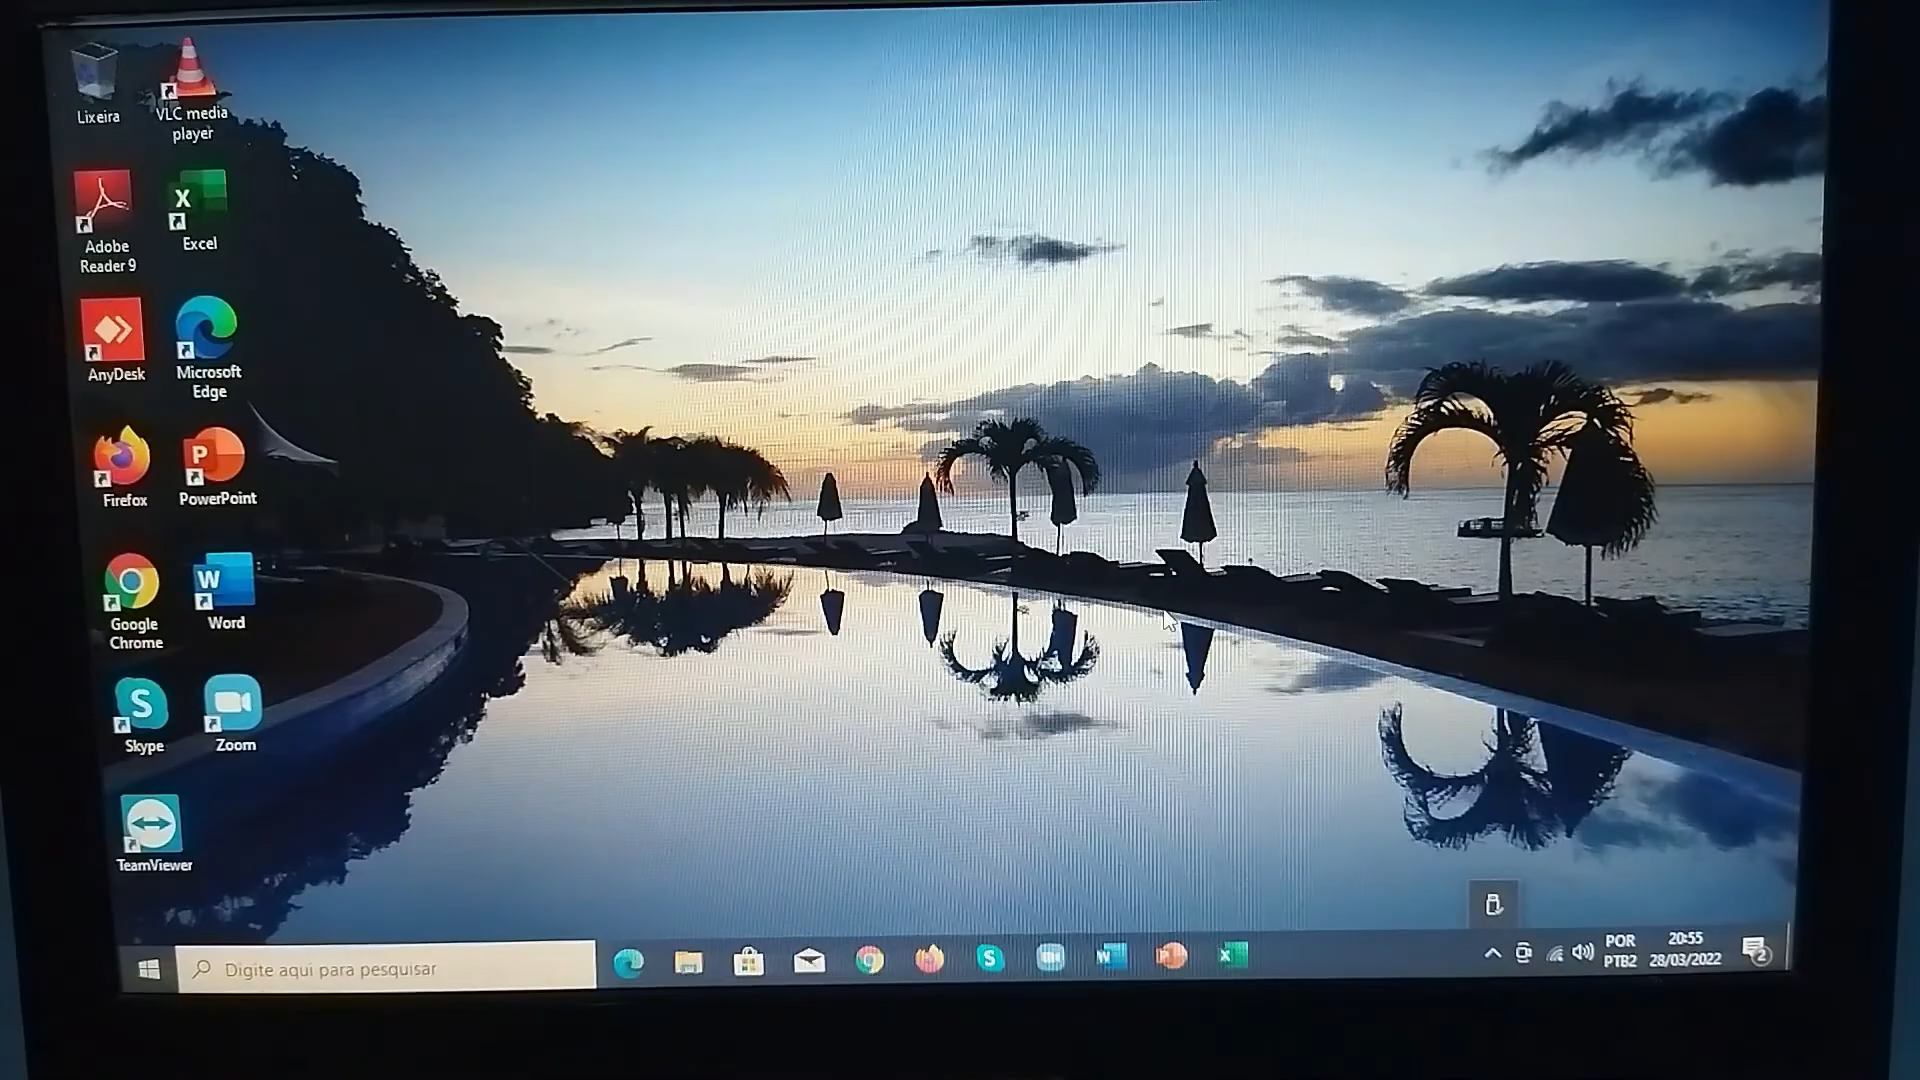 Lixeira
VLC media
player
Adobe
Reader 9
Excel
AnyDesk
Microsoft
Edge
Firefox
PowerPoint
Google
Chrome
Word
Skype
Zoom
TeamViewer
Digite aqui para pesquisar
POR
PTB2
20:55
28/03/2022
2